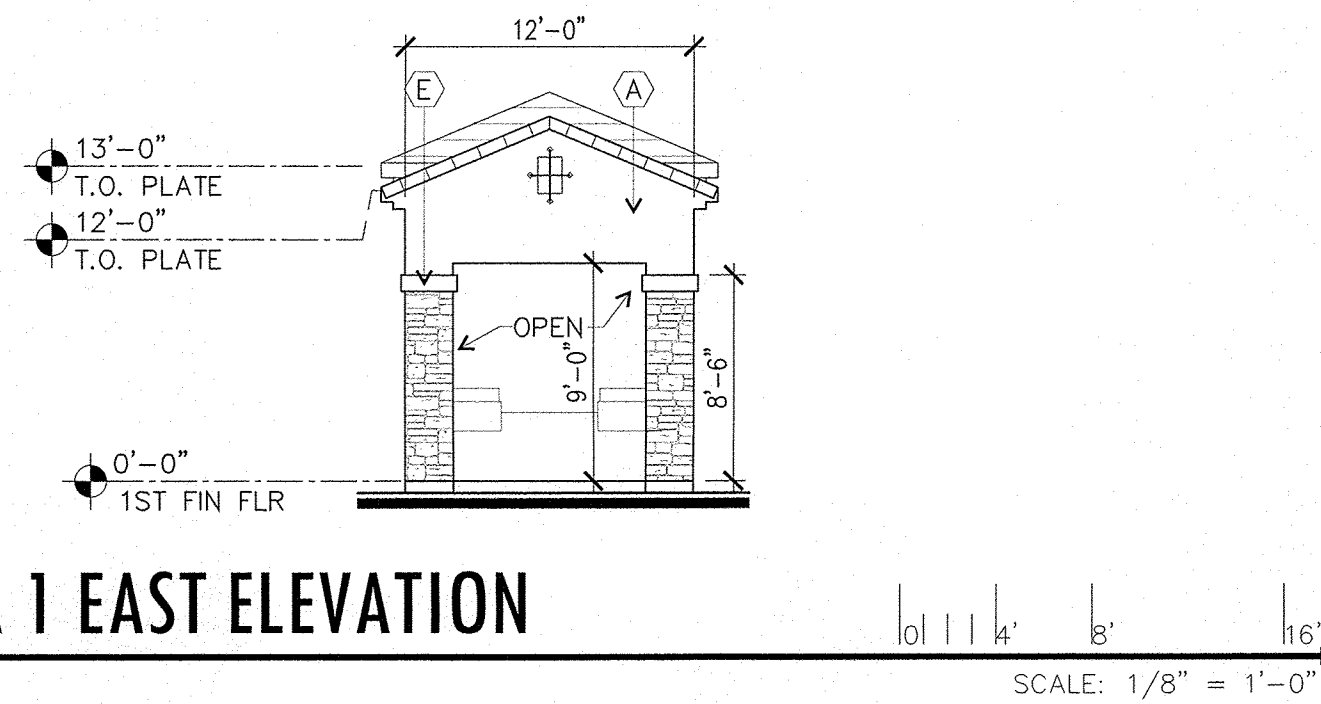 12'-0"
E
A
13'-0"
T.O. PLATE
12'-0"
T.O. PLATE
OPEN
9'-0"
8'-6"
0'-0"
1ST FIN FLR
1 EAST ELEVATION
0 4' 8' 16'
SCALE: 1/8" = 1'-0"